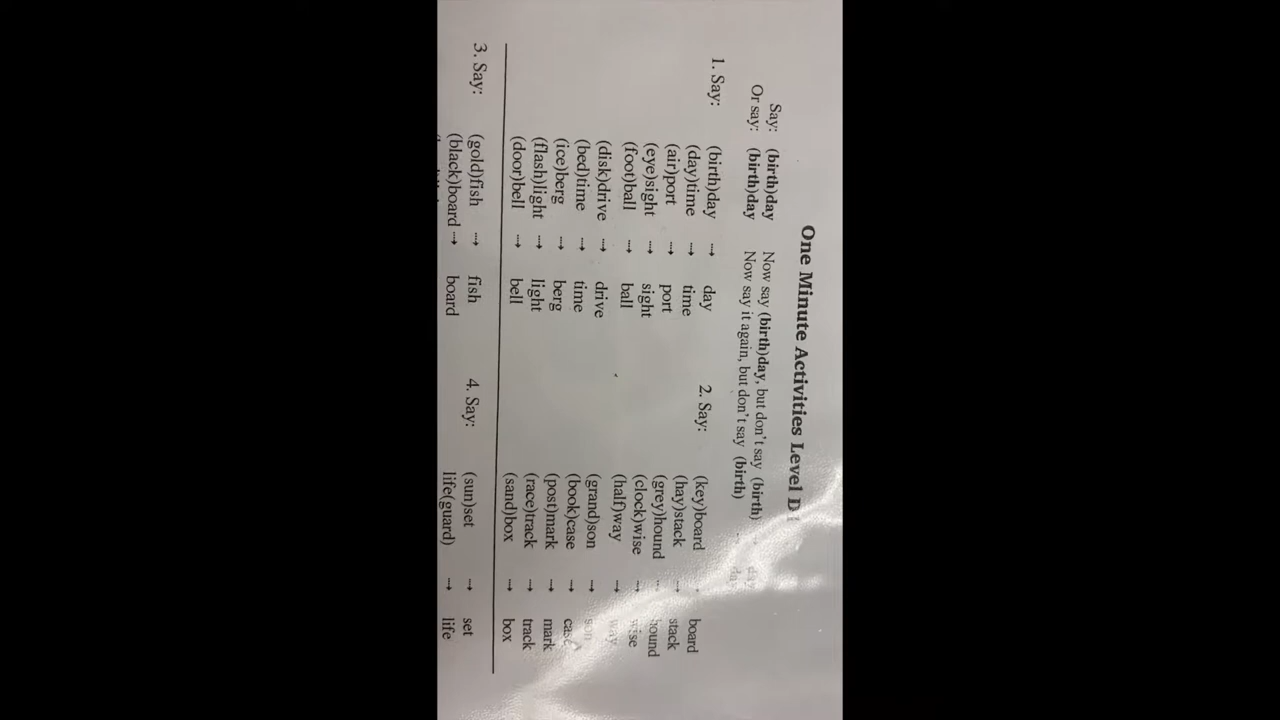 One Minute Activities Level D
Say: (birth)day Now say (birth)day, but don't say (birth) → day
Or say: (birth)day Now say it again, but don't say (birth)
1. Say: (birth)day → day
(day)time → time
(air)port → port
(eye)sight → sight
(foot)ball → ball
(disk)drive → drive
(bed)time → time
(ice)berg → berg
(flash)light → light
(door)bell → bell
2. Say: (key)board → board
(hay)stack → stack
(grey)hound → hound
(clock)wise → wise
(half)way → way
(grand)son → son
(book)case → case
(post)mark → mark
(race)track → track
(sand)box → box
3. Say: (gold)fish → fish
(black)board → board
4. Say: (sun)set → set
life(guard) → life